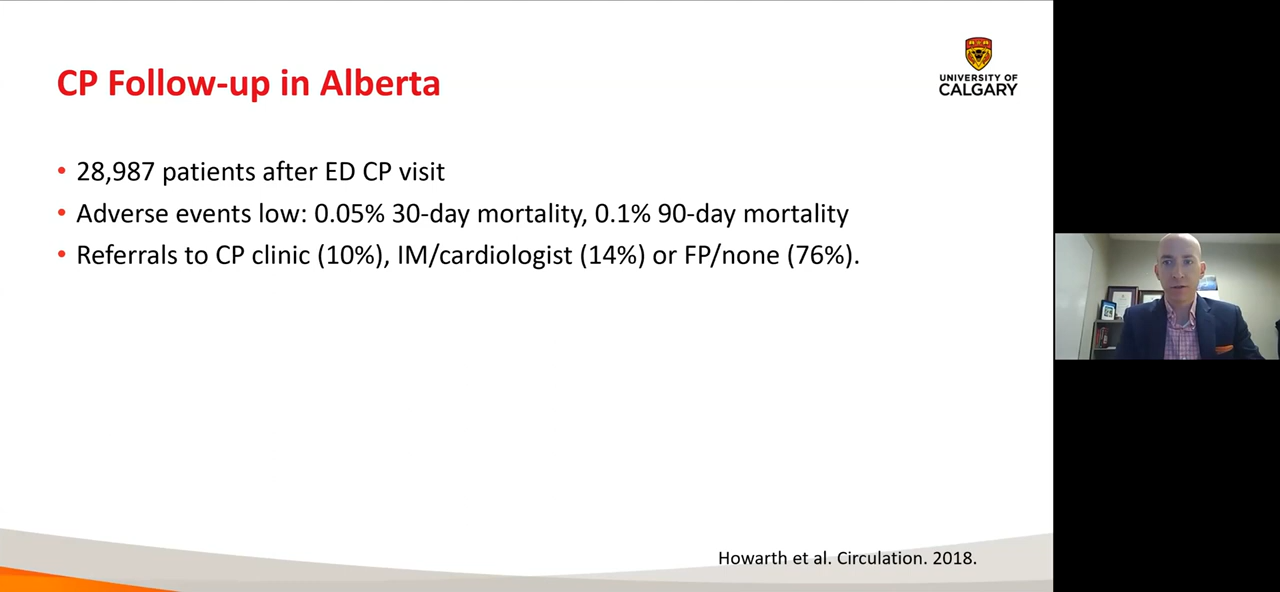 CP Follow-up in Alberta
UNIVERSITY OF
CALGARY
• 28,987 patients after ED CP visit
• Adverse events low: 0.05% 30-day mortality, 0.1% 90-day mortality
• Referrals to CP clinic (10%), IM/cardiologist (14%) or FP/none (76%).
Howarth et al. Circulation. 2018.